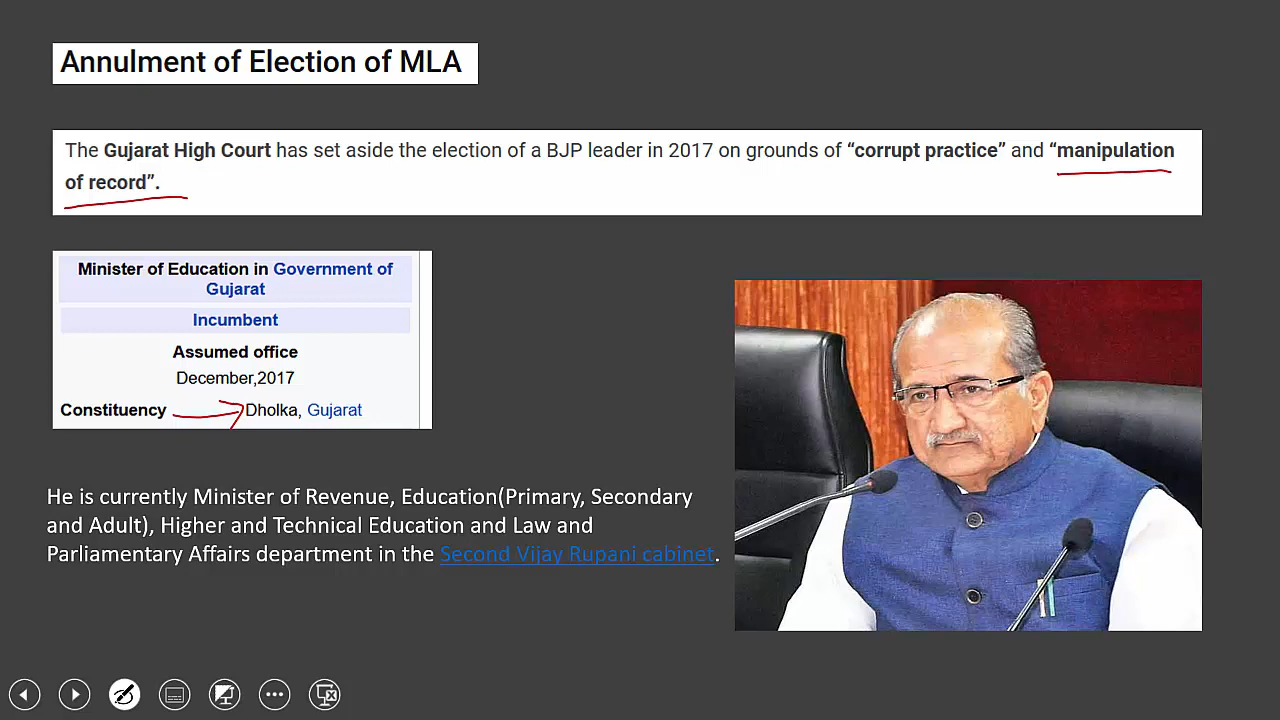 Annulment of Election of MLA
The Gujarat High Court has set aside the election of a BJP leader in 2017 on grounds of “corrupt practice” and “manipulation
of record”.
Minister of Education in Government of
Gujarat
Incumbent
Assumed office
December,2017
Constituency Dholka, Gujarat
He is currently Minister of Revenue, Education(Primary, Secondary
and Adult), Higher and Technical Education and Law and
Parliamentary Affairs department in the Second Vijay Rupani cabinet.